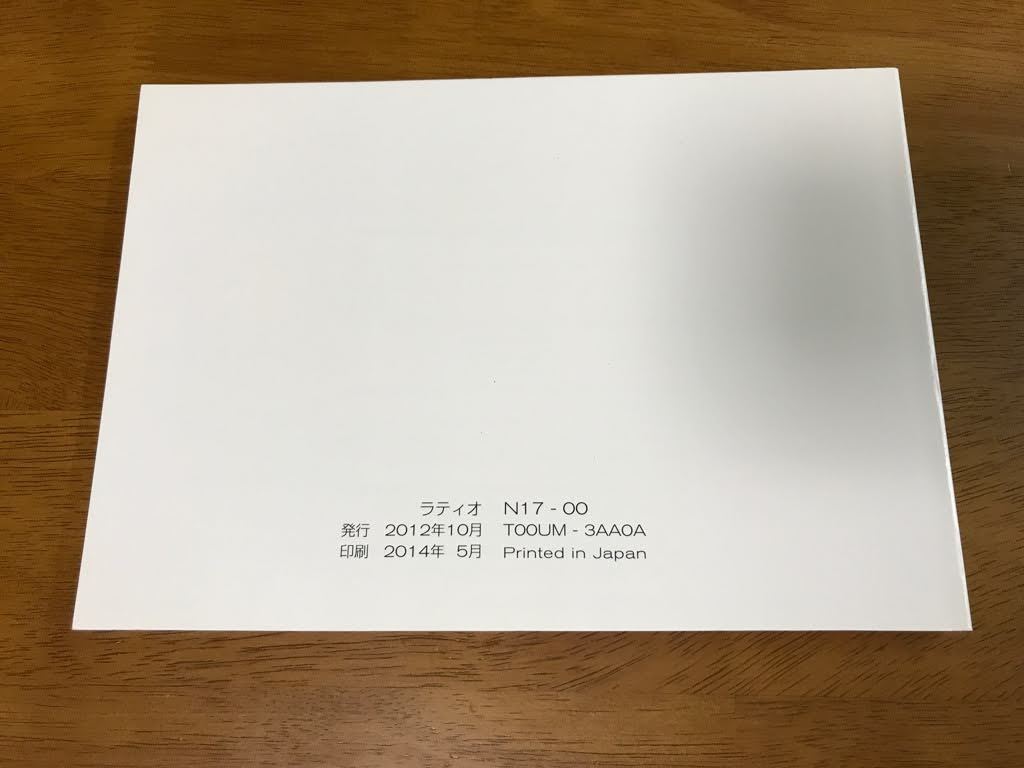 ラティオ N17 - 00
発行 2012年10月 T00UM - 3AA0A
印刷 2014年 5月 Printed in Japan